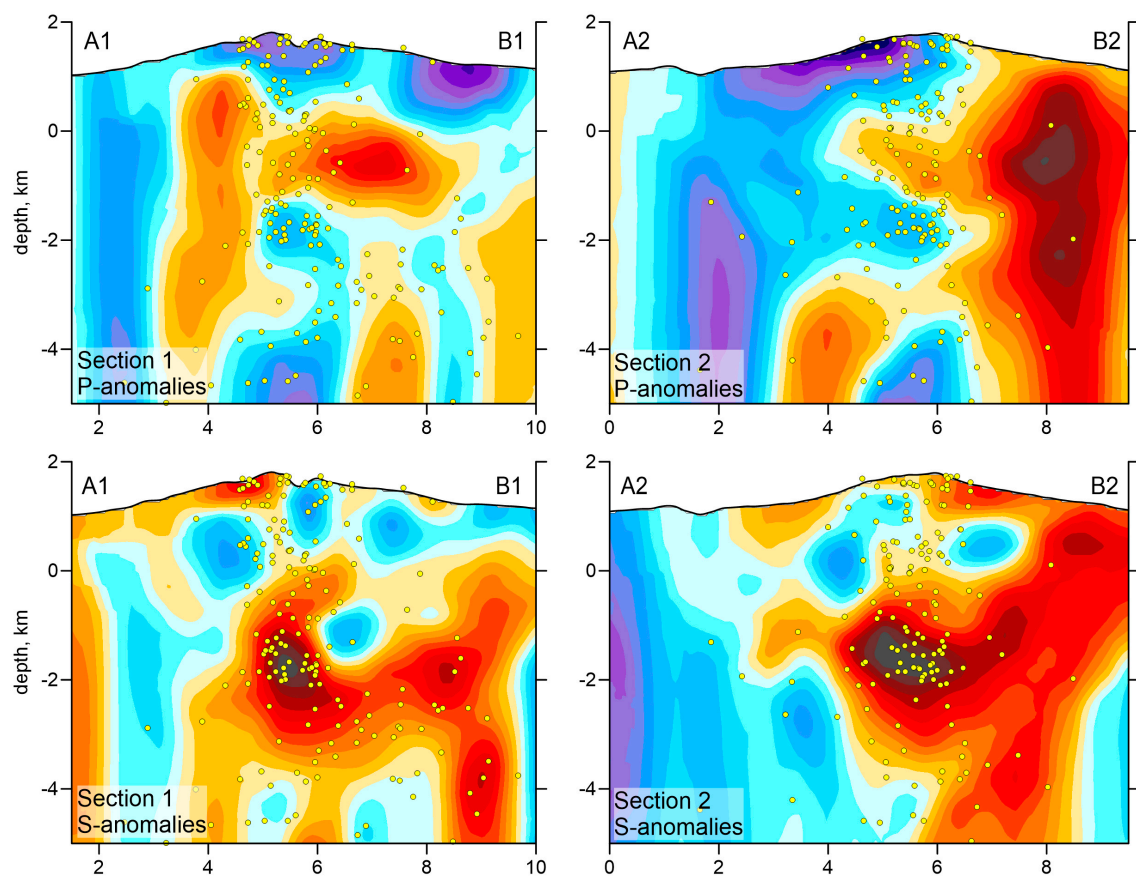 2 2
A1 B1 A2 B2
0 0
depth, km
-2 -2
-4 -4
Section 1 Section 2
P-anomalies P-anomalies
2 4 6 8 10 0 2 4 6 8
2 2
A1 B1 A2 B2
0 0
depth, km
-2 -2
-4 -4
Section 1 Section 2
S-anomalies S-anomalies
2 4 6 8 10 0 2 4 6 8